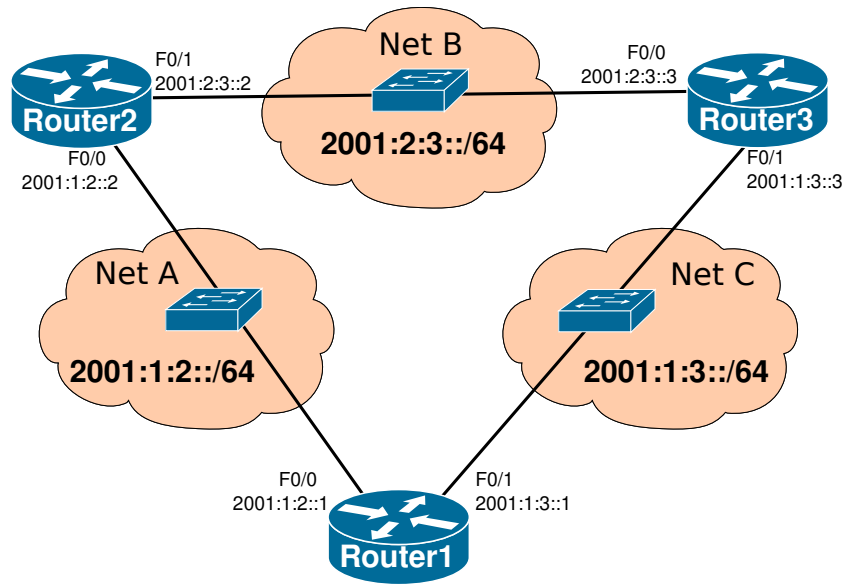 Net B
F0/1
2001:2:3::2
F0/0
2001:2:3::3
Router2
Router3
2001:2:3::/64
F0/0
2001:1:2::2
F0/1
2001:1:3::3
Net A
Net C
2001:1:2::/64
2001:1:3::/64
F0/0
2001:1:2::1
F0/1
2001:1:3::1
Router1